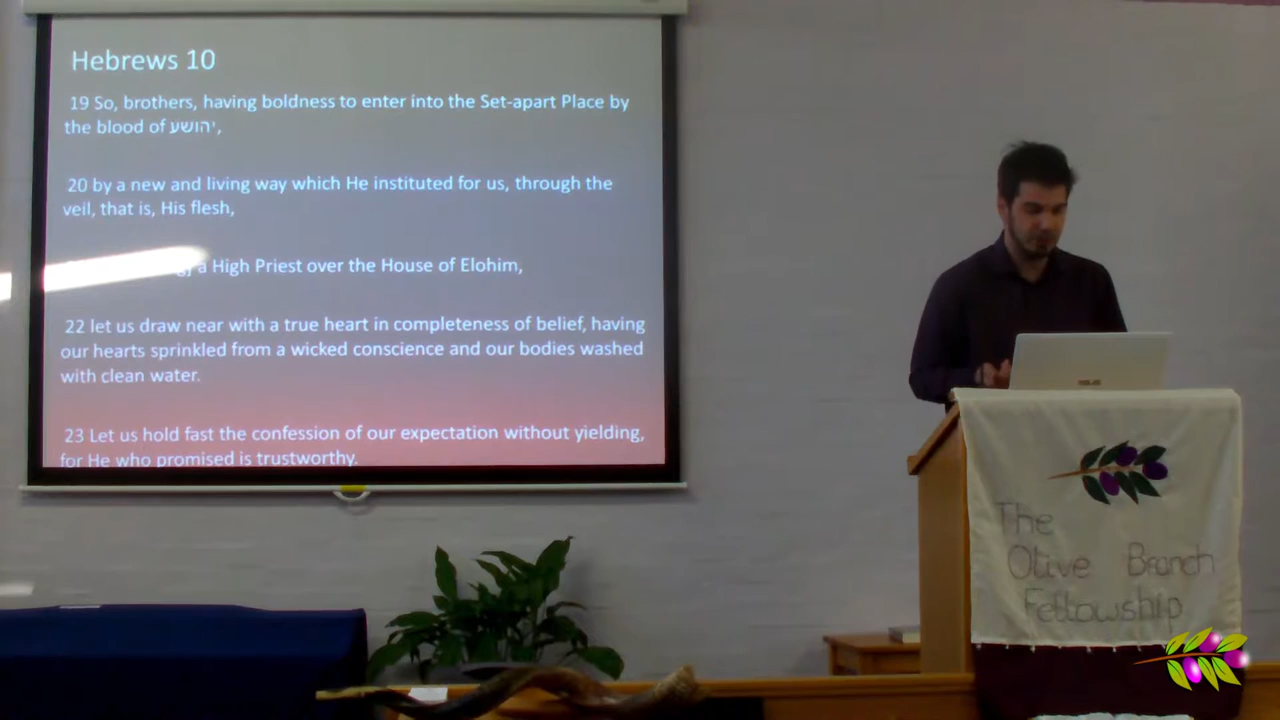 Hebrews 10
19 So, brothers, having boldness to enter into the Set-apart Place by
the blood of יהושע,
20 by a new and living way which He instituted for us, through the
veil, that is, His flesh,
a High Priest over the House of Elohim,
22 let us draw near with a true heart in completeness of belief, having
our hearts sprinkled from a wicked conscience and our bodies washed
with clean water.
23 Let us hold fast the confession of our expectation without yielding,
for He who promised is trustworthy.
ASUS
The
Olive Branch
Fellowship